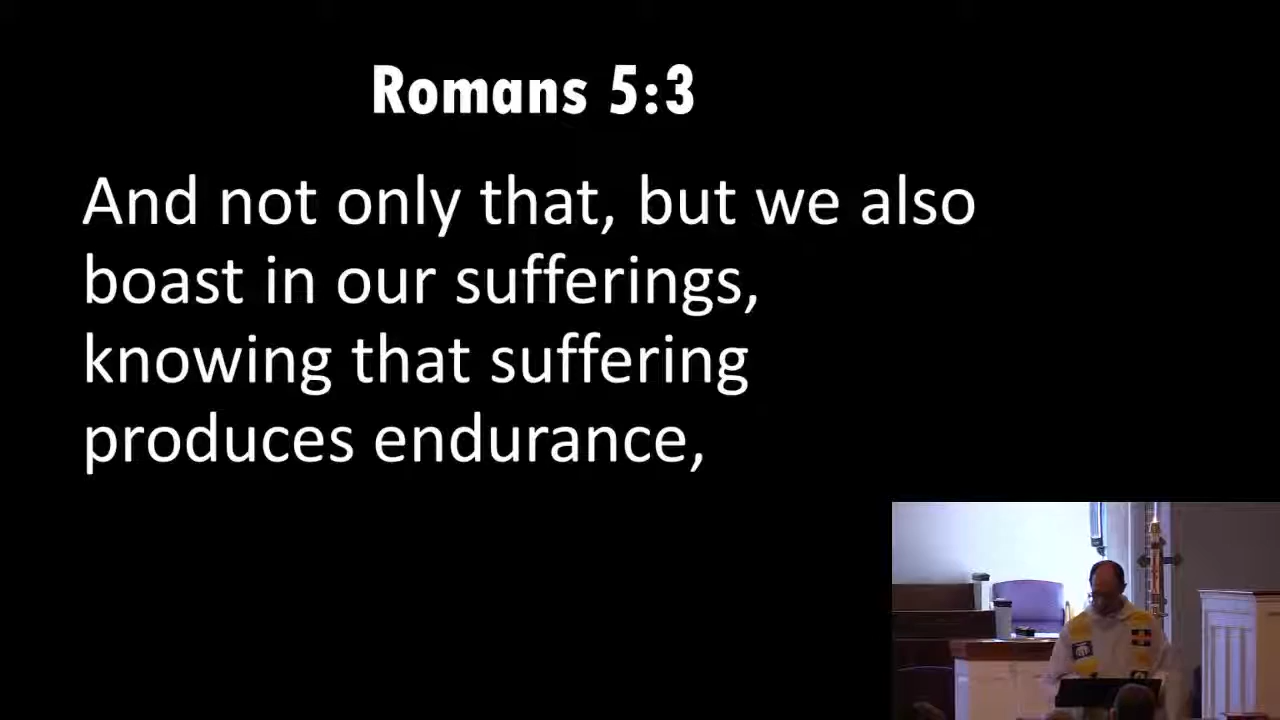 Romans 5:3
And not only that, but we also
boast in our sufferings,
knowing that suffering
produces endurance,